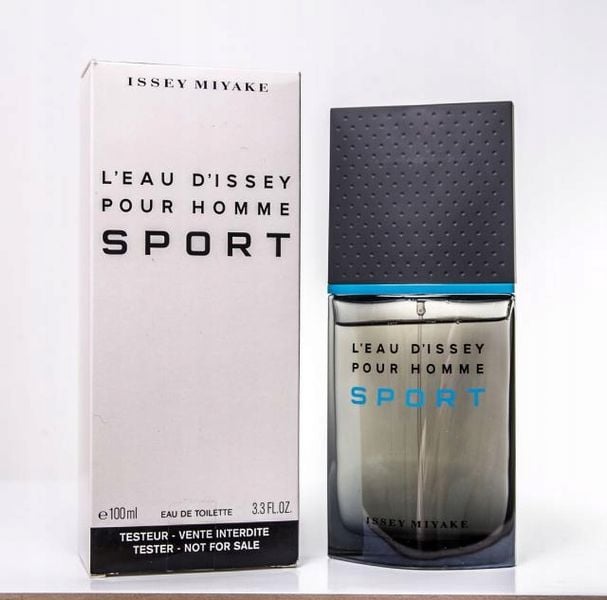 ISSEY MIYAKE
L'EAU D'ISSEY
POUR HOMME
SPORT
℮100ml EAU DE TOILETTE 3.3 FL.OZ.
TESTEUR - VENTE INTERDITE
TESTER - NOT FOR SALE
L'EAU D'ISSEY
POUR HOMME
SPORT
ISSEY MIYAKE